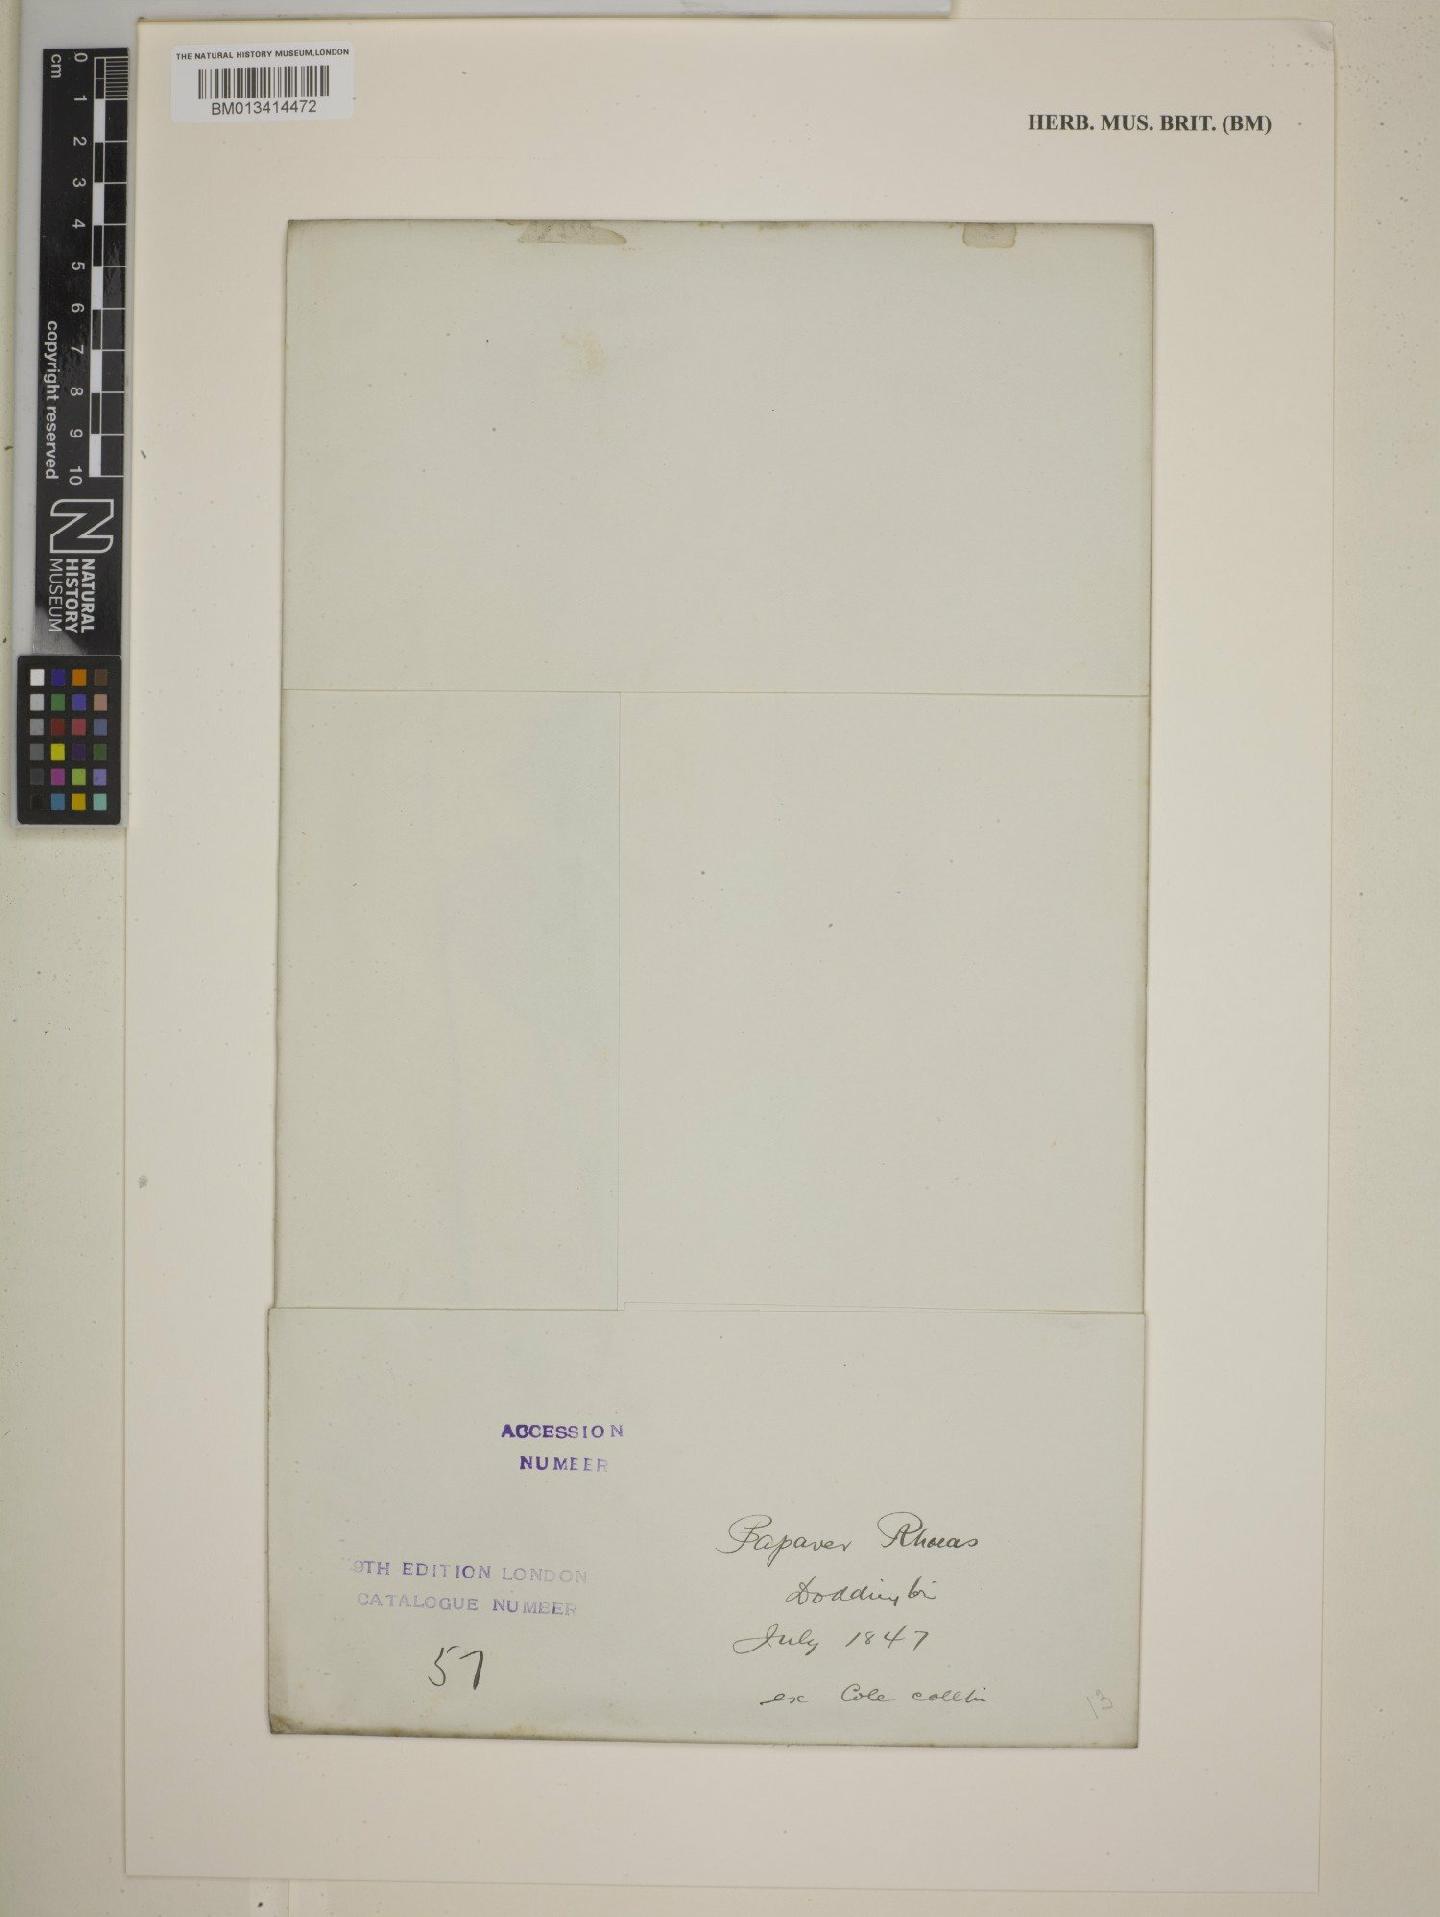 THE NATURAL HISTORY MUSEUM, LONDON
BM013414472
HERB. MUS. BRIT. (BM)
0
cm
1
2
3
4
5
6
7
8
9
10
copyright reserved
NATURAL
HISTORY
MUSEUM
ACCESSION
NUMBER
9TH EDITION LONDON
CATALOGUE NUMBER
57
Papaver Rhoeas
July 1847
ex Cole colltn